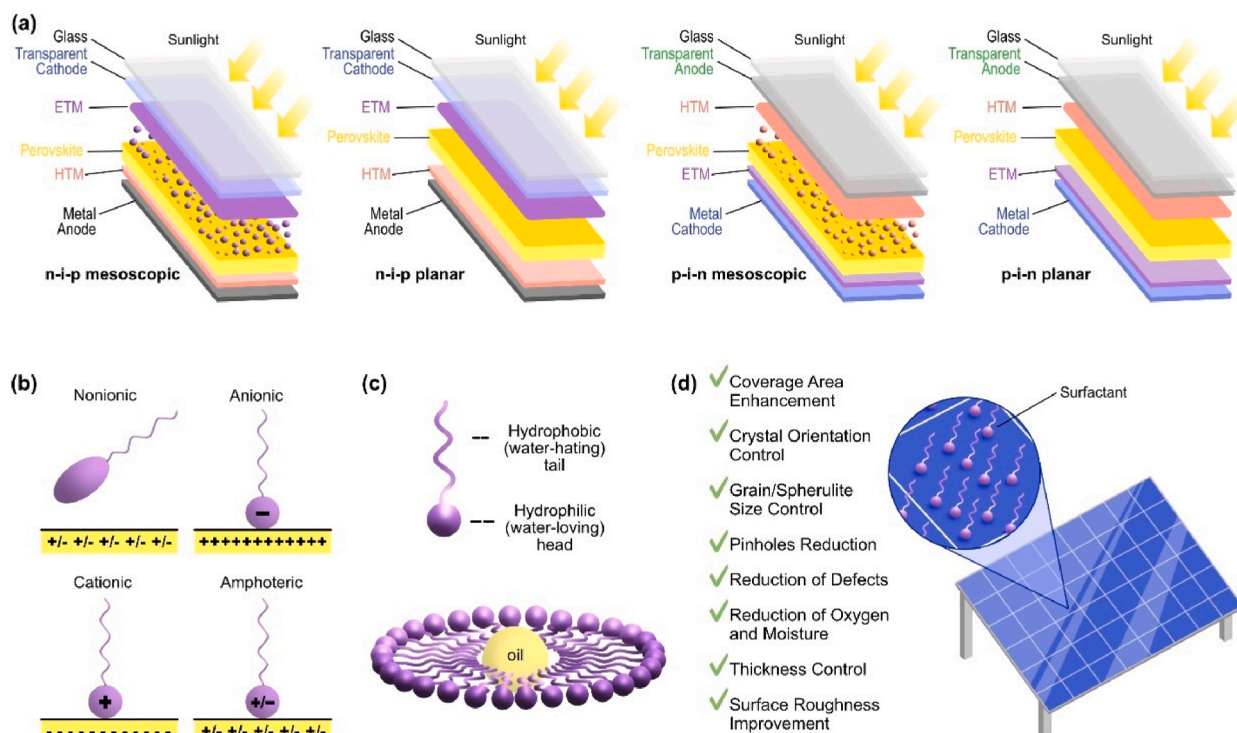 (a)
Glass
Sunlight
Transparent
Cathode
ETM
Perovskite
HTM
Metal
Anode
n-i-p mesoscopic
Glass
Sunlight
Transparent
Cathode
ETM
Perovskite
HTM
Metal
Anode
n-i-p planar
Glass
Sunlight
Transparent
Anode
HTM
Perovskite
ETM
Metal
Cathode
p-i-n mesoscopic
Glass
Sunlight
Transparent
Anode
HTM
Perovskite
ETM
Metal
Cathode
p-i-n planar
(b)
Nonionic
+/- +/- +/- +/- +/-
Anionic
-
++++++++++++
Cationic
+
- - - - - - - - - - - -
Amphoteric
+/-
+/- +/- +/- +/- +/-
(c)
-- Hydrophobic
(water-hating)
tail
-- Hydrophilic
(water-loving)
head
oil
(d)
✓ Coverage Area
Enhancement
✓ Crystal Orientation
Control
✓ Grain/Spherulite
Size Control
✓ Pinholes Reduction
✓ Reduction of Defects
✓ Reduction of Oxygen
and Moisture
✓ Thickness Control
✓ Surface Roughness
Improvement
Surfactant